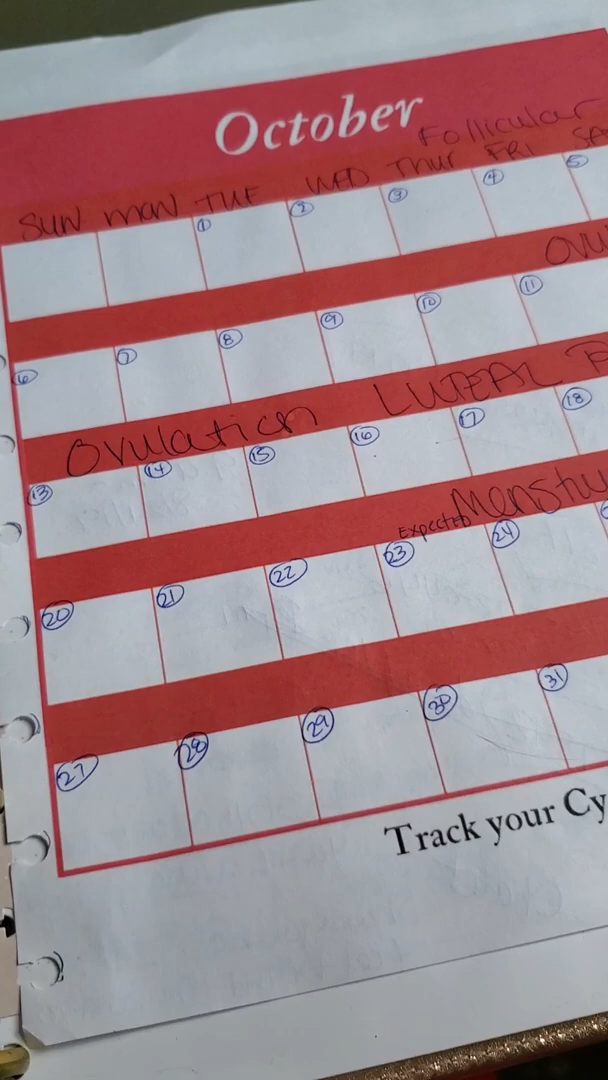 October
Follicular
SUN MON TUE WED THUR FRI SA
1 2 3 4 5
OVU
6 7 8 9 10 11
Ovulation LUTEAL P
13 14 15 16 17 18
Expected Menstru
20 21 22 23 24
27 28 29 30 31
Track your Cy